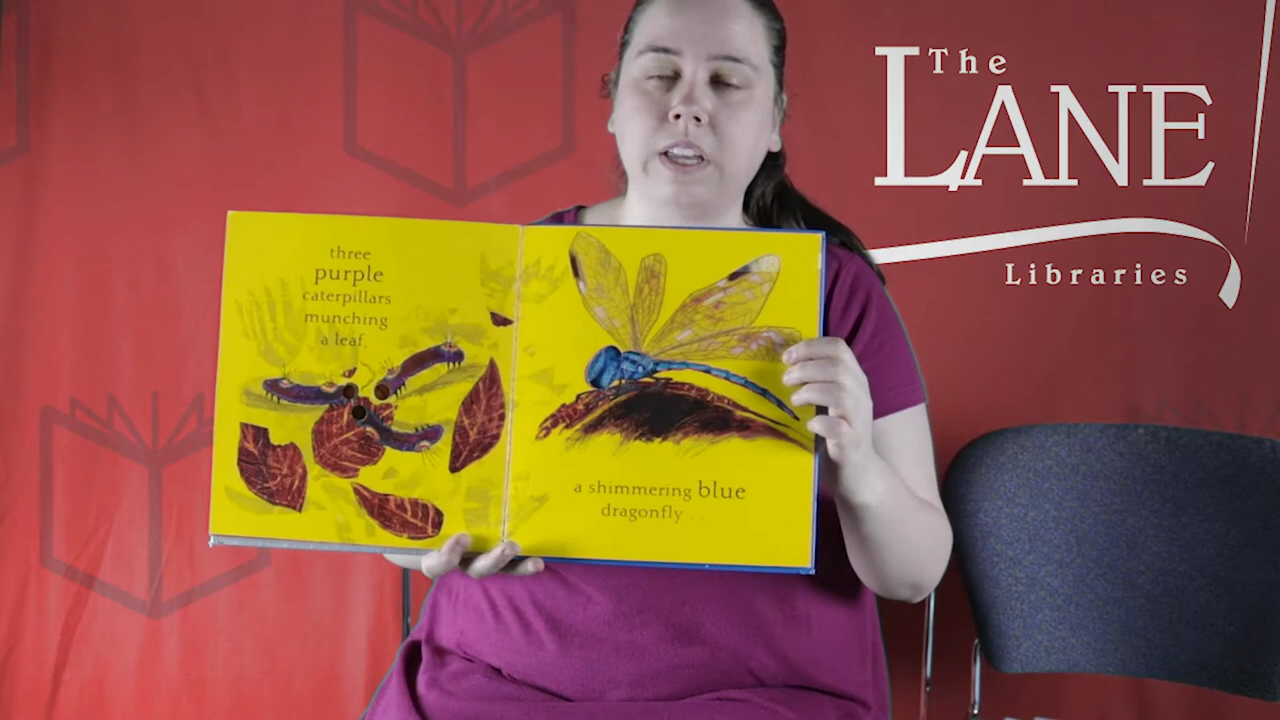 The
LANE
Libraries
three
purple
caterpillars
munching
a leaf,
a shimmering blue
dragonfly . . .